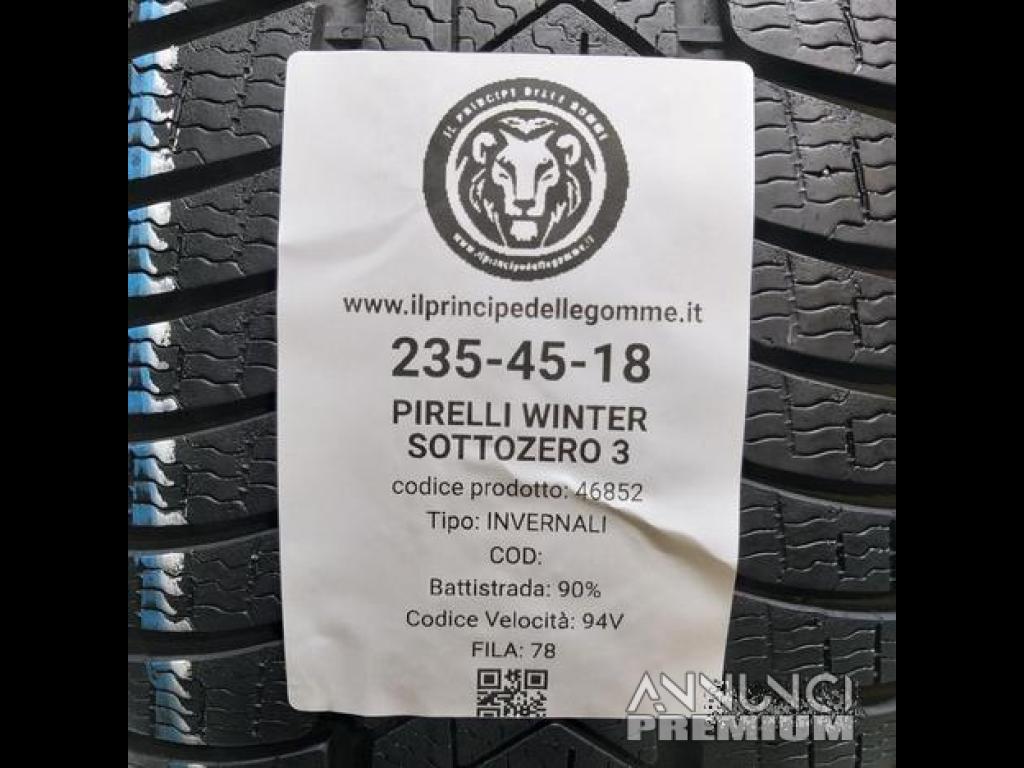 IL PRINCIPE DELLE GOMME
www.ilprincipedellegomme.it
www.ilprincipedellegomme.it
235-45-18
PIRELLI WINTER
SOTTOZERO 3
codice prodotto: 46852
Tipo: INVERNALI
COD:
Battistrada: 90%
Codice Velocità: 94V
FILA: 78
ANNUNCI
PREMIUM